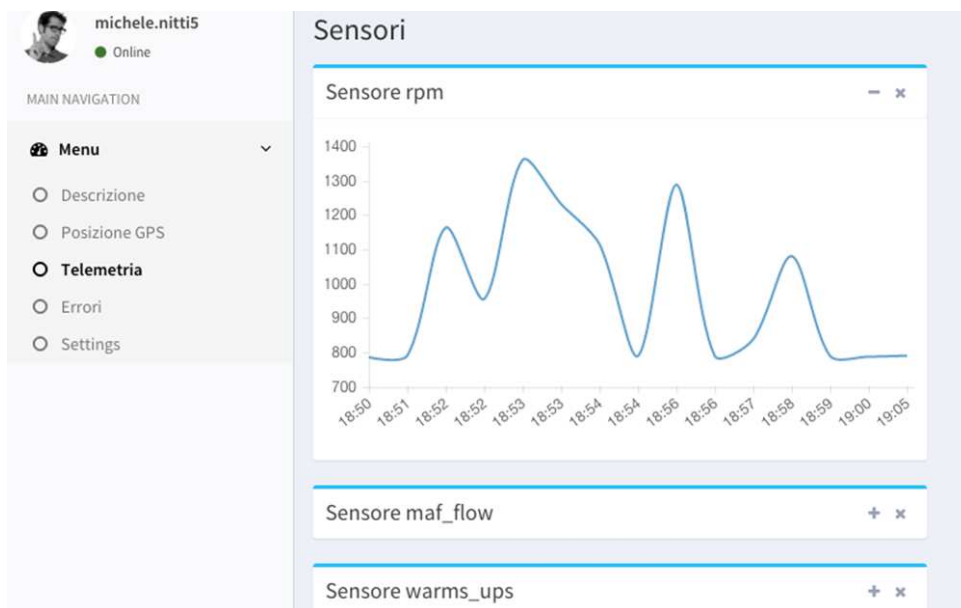 michele.nitti5
Online
MAIN NAVIGATION
Menu
Descrizione
Posizione GPS
Telemetria
Errori
Settings
Sensori
Sensore rpm
1400
1300
1200
1100
1000
900
800
700
18:50 18:51 18:52 18:52 18:53 18:53 18:54 18:54 18:56 18:56 18:57 18:58 18:59 19:00 19:05
Sensore maf_flow
Sensore warms_ups